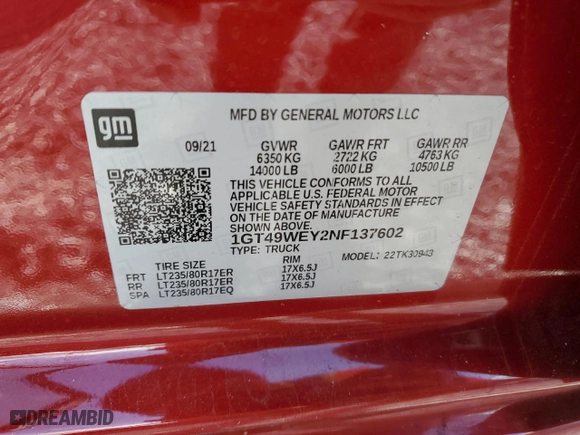 gm
MFD BY GENERAL MOTORS LLC
09/21 GVWR GAWR FRT GAWR RR
6350 KG 2722 KG 4763 KG
14000 LB 6000 LB 10500 LB
THIS VEHICLE CONFORMS TO ALL
APPLICABLE U.S. FEDERAL MOTOR
VEHICLE SAFETY STANDARDS IN EFFECT
ON THE DATE OF MANUFACTURE
SHOWN ABOVE.
1GT49WEY2NF137602
TYPE: TRUCK MODEL: 22TK30943
TIRE SIZE RIM
FRT LT235/80R17ER 17X6.5J
RR LT235/80R17ER 17X6.5J
SPA LT235/80R17EQ 17X6.5J
DREAMBID